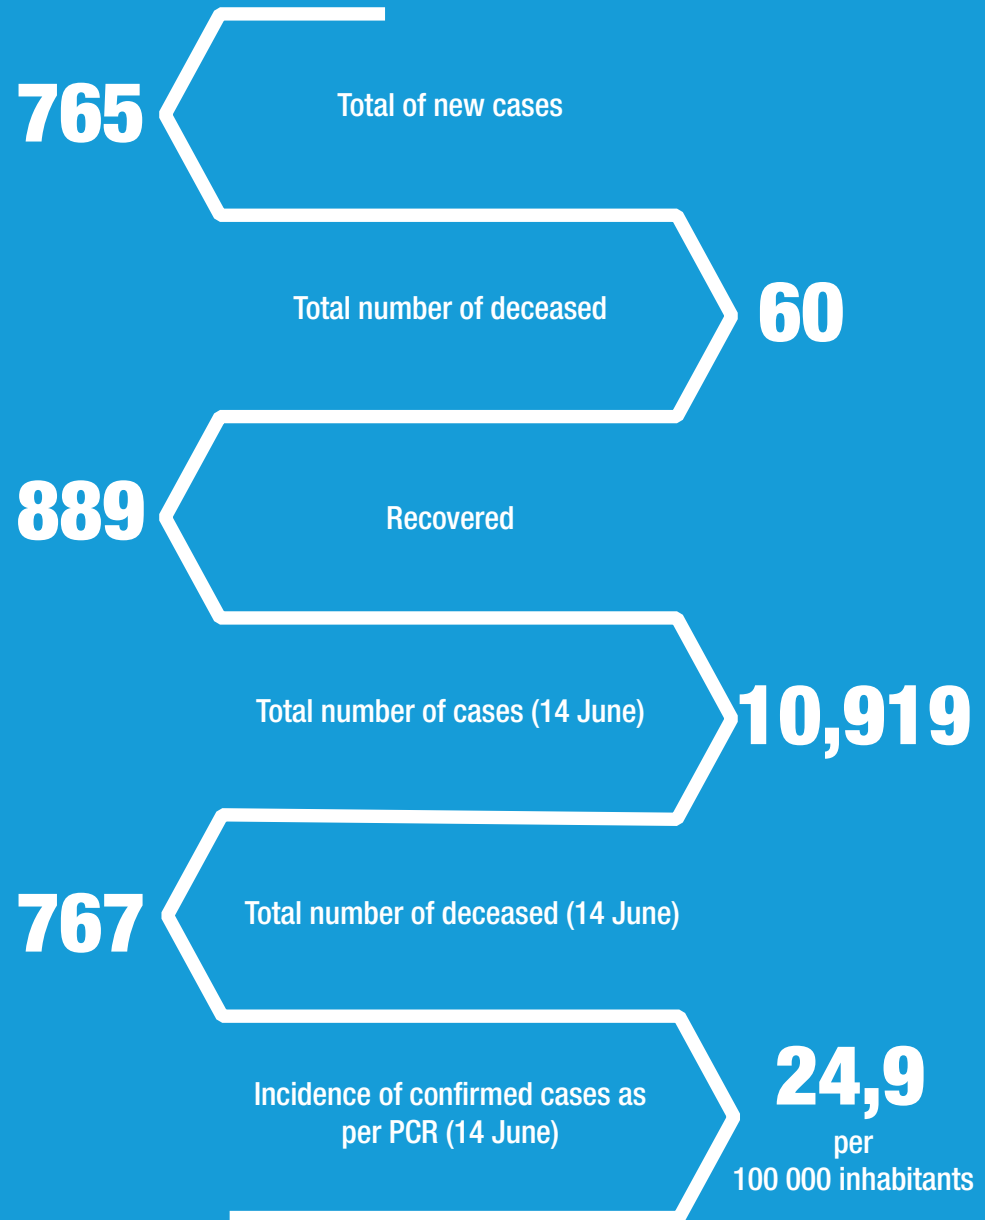 765
Total of new cases
Total number of deceased
60
889
Recovered
Total number of cases (14 June)
10,919
767
Total number of deceased (14 June)
Incidence of confirmed cases as
per PCR (14 June)
24,9
per
100 000 inhabitants